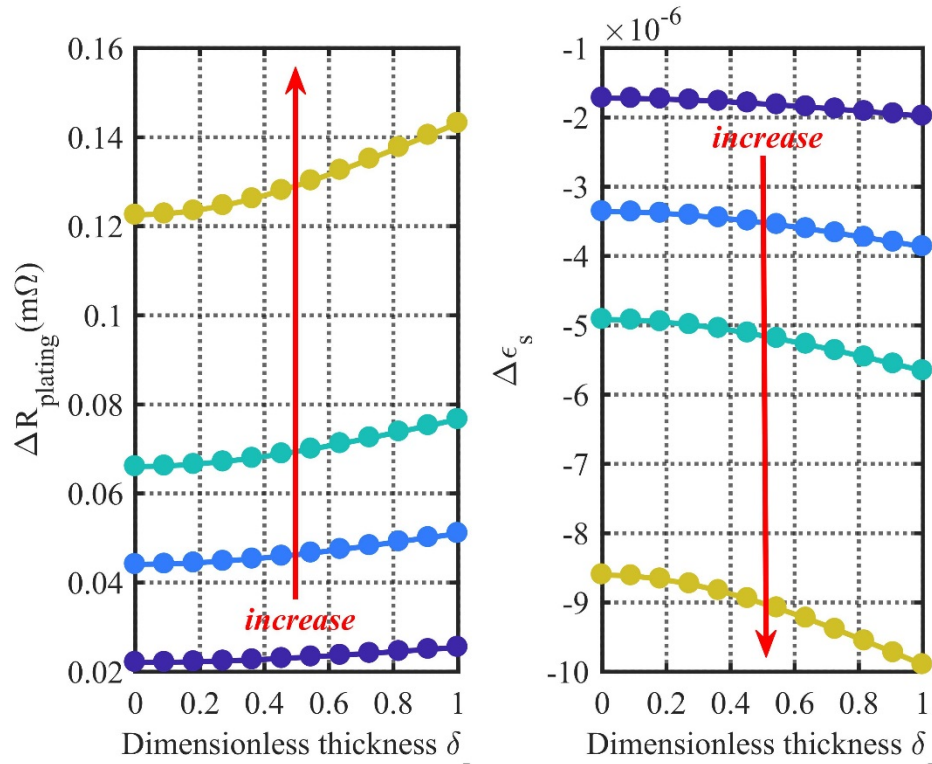 0.16
0.14
0.12
0.1
0.08
0.06
0.04
0.02
ΔR_plating(mΩ)
increase
0 0.2 0.4 0.6 0.8 1
Dimensionless thickness δ
×10⁻⁶
-1
-2
-3
-4
-5
-6
-7
-8
-9
-10
Δϵ_s
increase
0 0.2 0.4 0.6 0.8 1
Dimensionless thickness δ